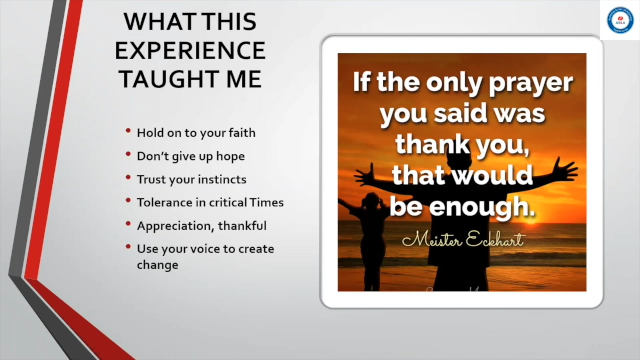 WHAT THIS
EXPERIENCE
TAUGHT ME
• Hold on to your faith
• Don't give up hope
• Trust your instincts
• Tolerance in critical Times
• Appreciation, thankful
• Use your voice to create
change
If the only prayer
you said was
thank you,
that would
be enough.
Meister Eckhart